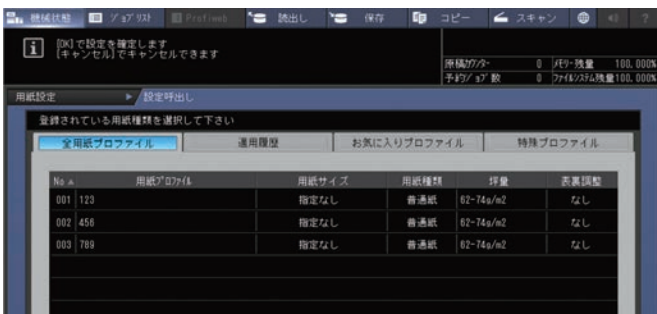 機械状態 ジョブリスト Profiweb 読出し 保存 コピー スキャン ?
i [OK]で設定を確定します
[キャンセル]でキャンセルできます
原稿カウンター 0 メモリー残量 100.000%
予約ジョブ数 0 ファイルシステム残量100.000%
用紙設定 設定呼出し
登録されている用紙種類を選択して下さい
全用紙プロファイル 適用履歴 お気に入りプロファイル 特殊プロファイル
No 用紙プロファイル 用紙サイズ 用紙種類 坪量 表裏調整
001 123 指定なし 普通紙 62-74g/m2 なし
002 456 指定なし 普通紙 62-74g/m2 なし
003 789 指定なし 普通紙 62-74g/m2 なし